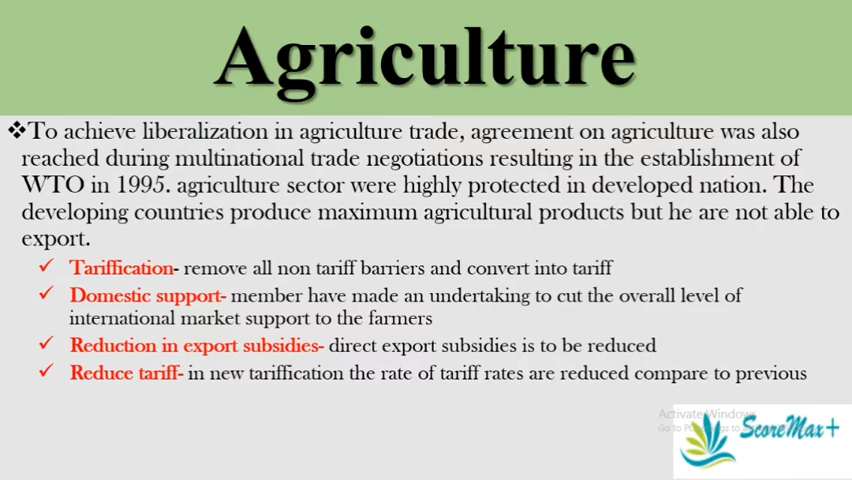 Agriculture
❖To achieve liberalization in agriculture trade, agreement on agriculture was also
reached during multinational trade negotiations resulting in the establishment of
WTO in 1995. agriculture sector were highly protected in developed nation. The
developing countries produce maximum agricultural products but he are not able to
export.
✓ Tariffication- remove all non tariff barriers and convert into tariff
✓ Domestic support- member have made an undertaking to cut the overall level of
international market support to the farmers
✓ Reduction in export subsidies- direct export subsidies is to be reduced
✓ Reduce tariff- in new tariffication the rate of tariff rates are reduced compare to previous
Activate Windows
Go to
ScoreMax+